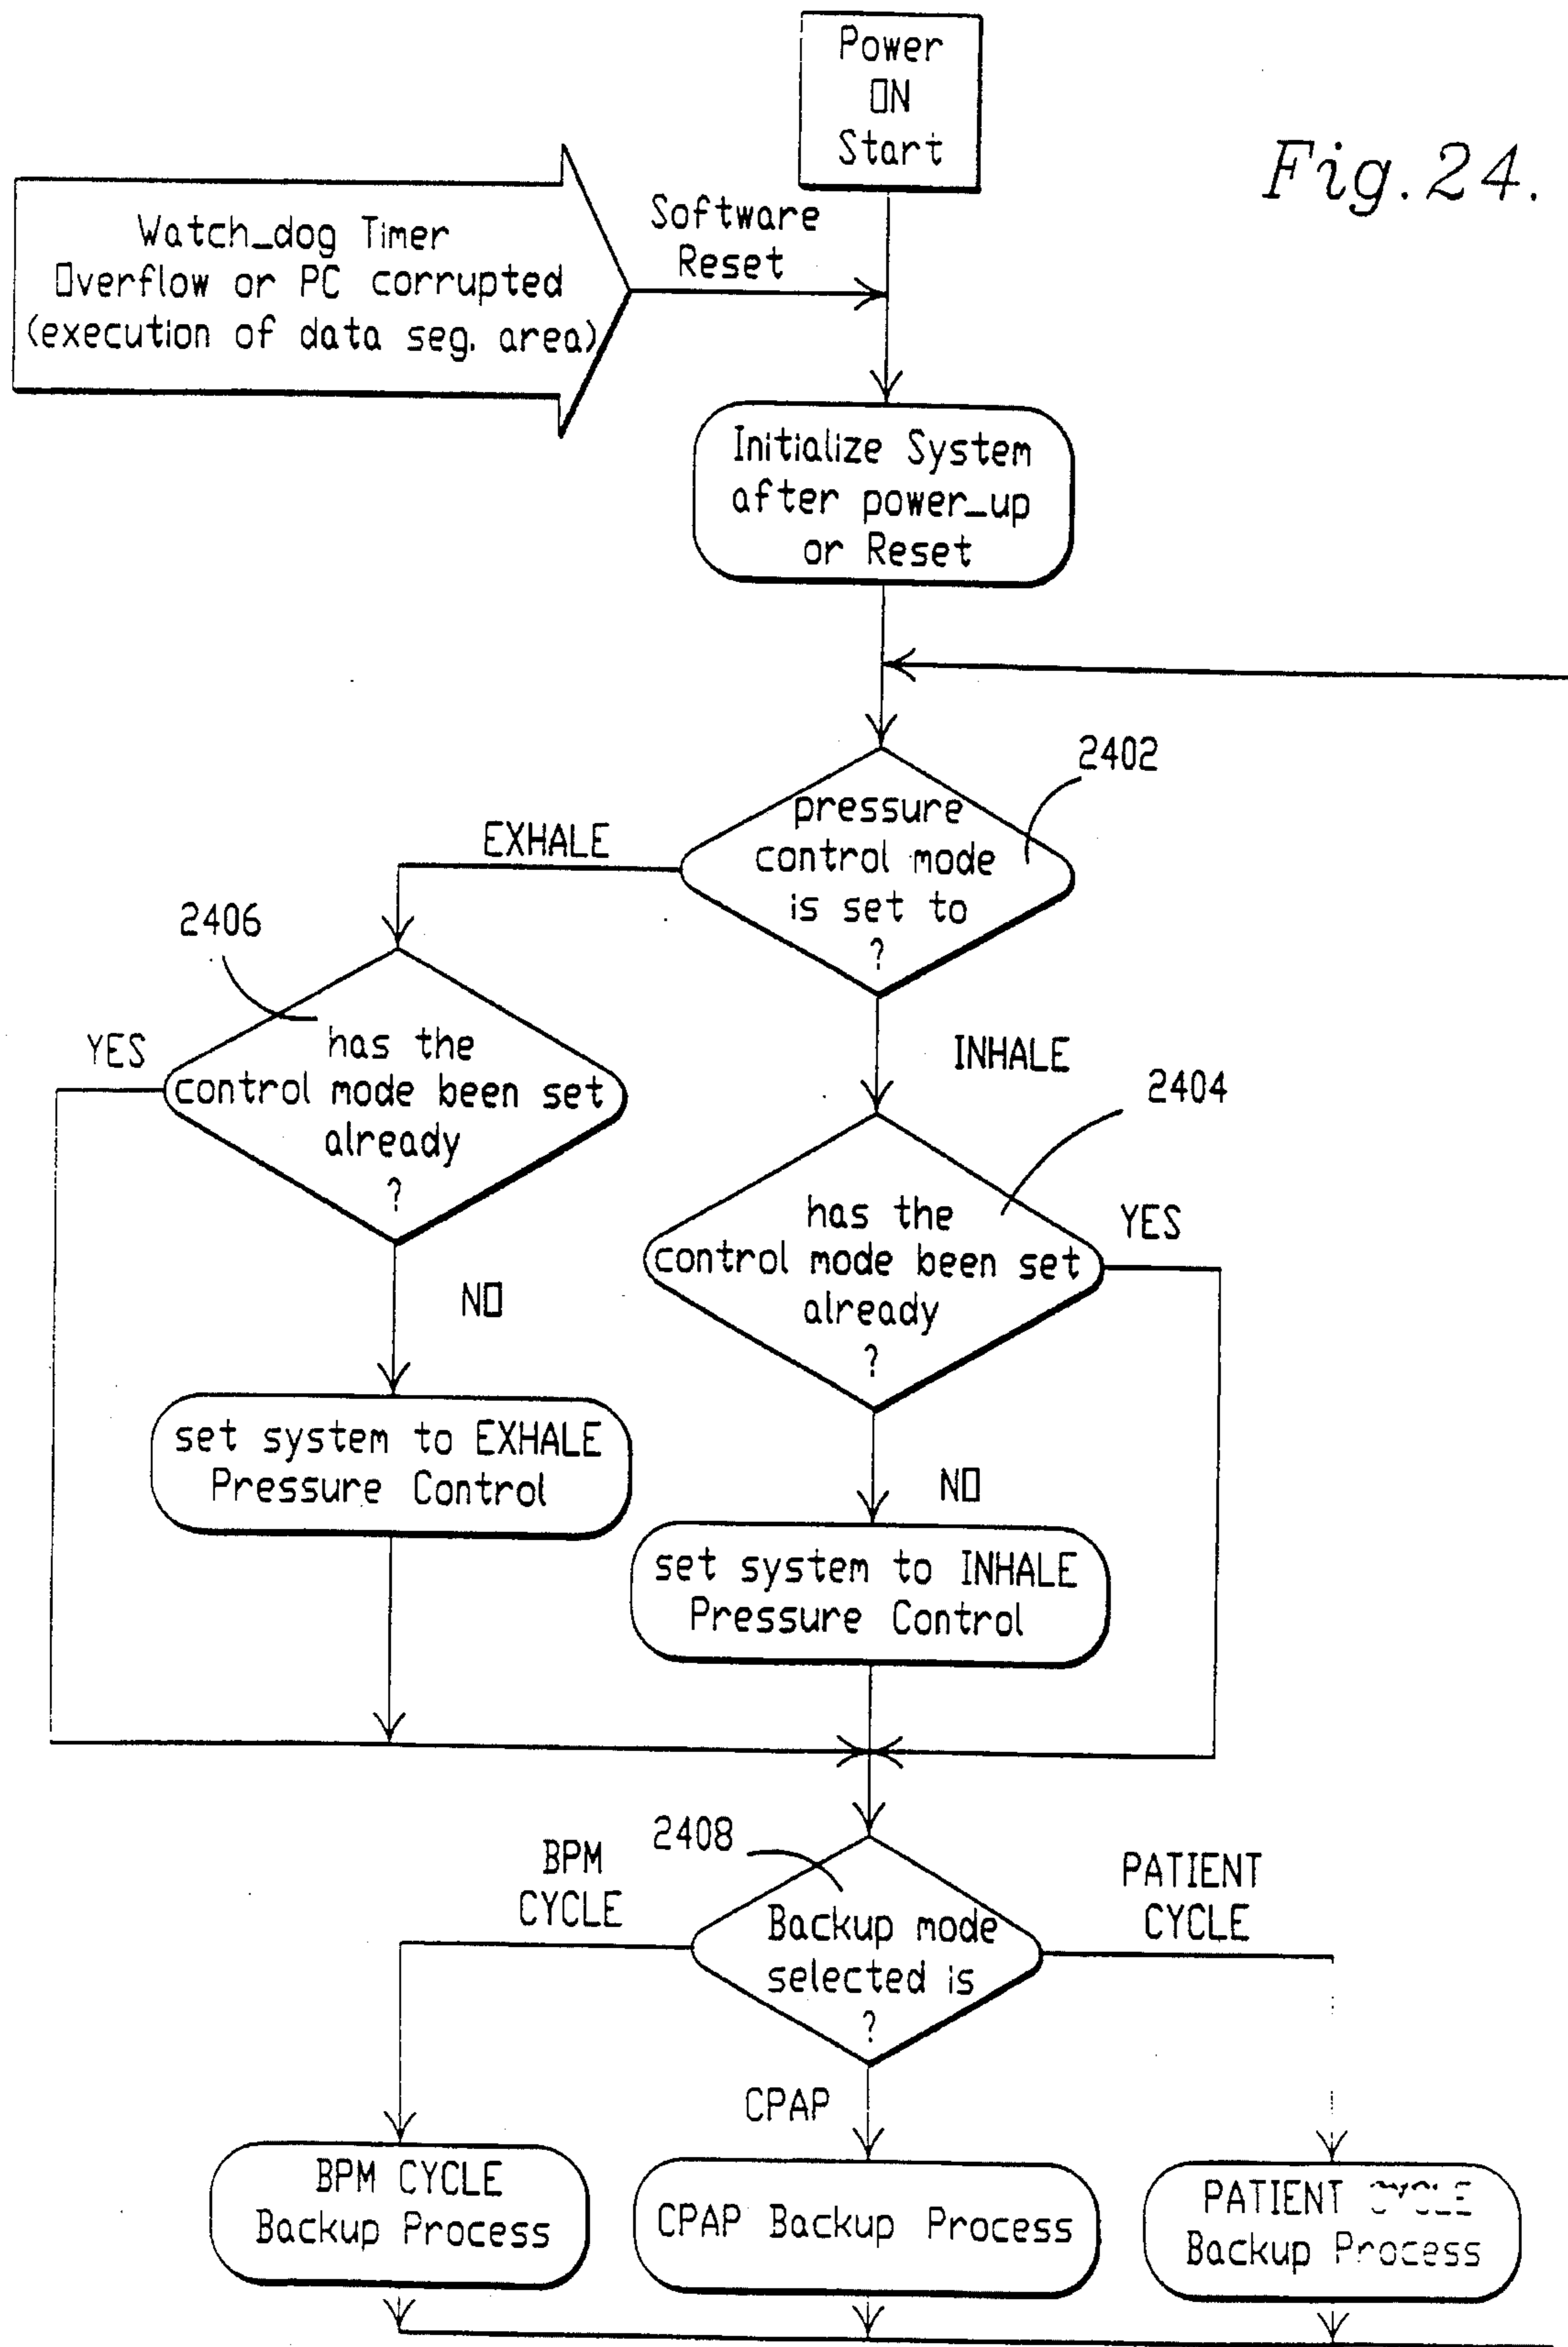 Power
ON
Start
Fig. 24.
Watch_dog Timer
Overflow or PC corrupted
(execution of data seg. area)
Software
Reset
Initialize System
after power_up
or Reset
2402
pressure
control mode
is set to
?
EXHALE
2406
INHALE
has the
control mode been set
already
?
YES
2404
has the
control mode been set
already
?
YES
NO
set system to EXHALE
Pressure Control
NO
set system to INHALE
Pressure Control
2408
BPM
CYCLE
PATIENT
CYCLE
Backup mode
selected is
?
CPAP
BPM CYCLE
Backup Process
CPAP Backup Process
PATIENT CYCLE
Backup Process